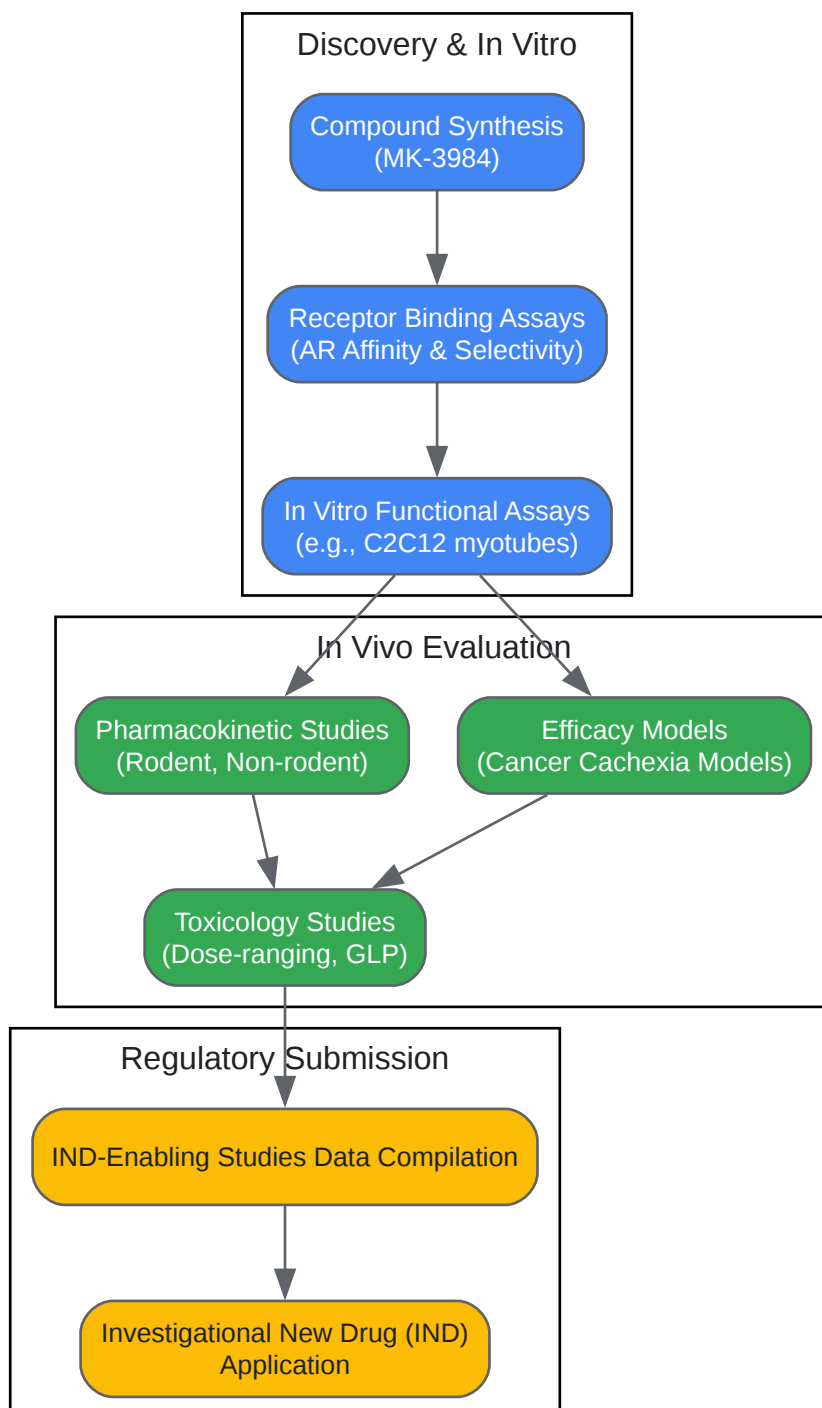 Discovery & In Vitro
Compound Synthesis
(MK-3984)
Receptor Binding Assays
(AR Affinity & Selectivity)
In Vitro Functional Assays
(e.g., C2C12 myotubes)
In Vivo Evaluation
Pharmacokinetic Studies
(Rodent, Non-rodent)
Efficacy Models
(Cancer Cachexia Models)
Toxicology Studies
(Dose-ranging, GLP)
Regulatory Submission
IND-Enabling Studies Data Compilation
Investigational New Drug (IND)
Application